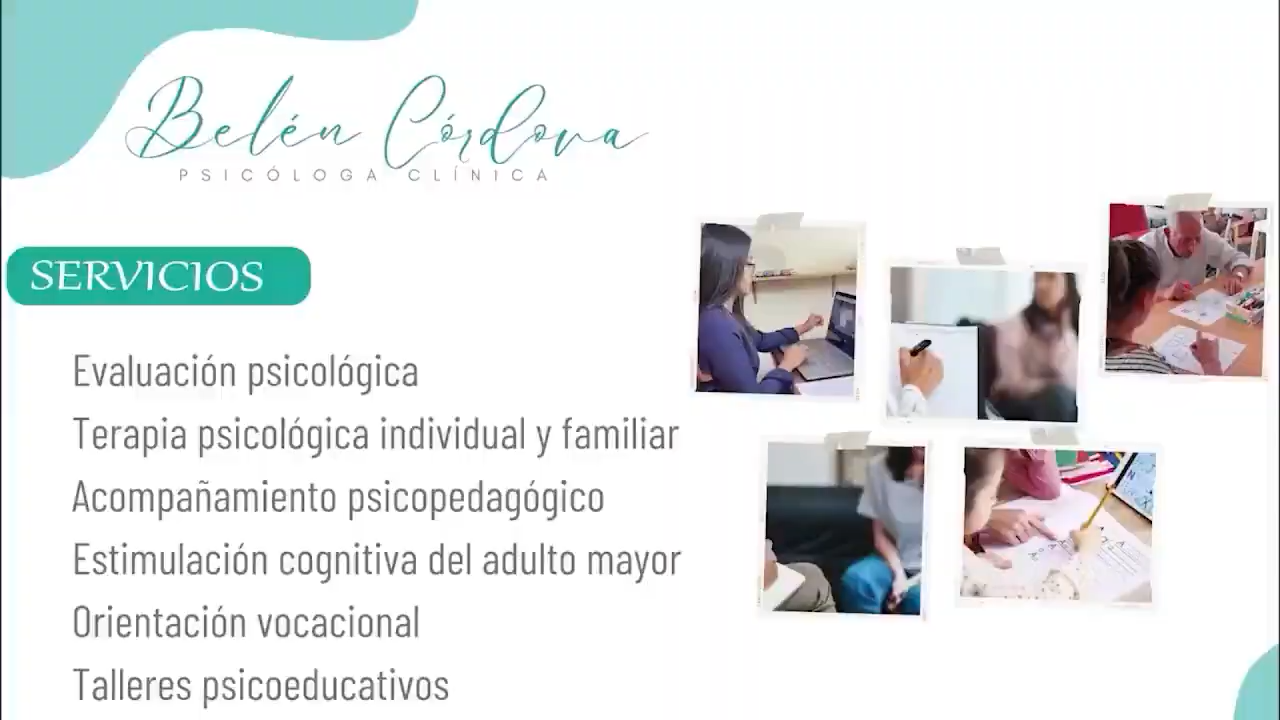 Belén Córdova
PSICÓLOGA CLÍNICA
SERVICIOS
Evaluación psicológica
Terapia psicológica individual y familiar
Acompañamiento psicopedagógico
Estimulación cognitiva del adulto mayor
Orientación vocacional
Talleres psicoeducativos